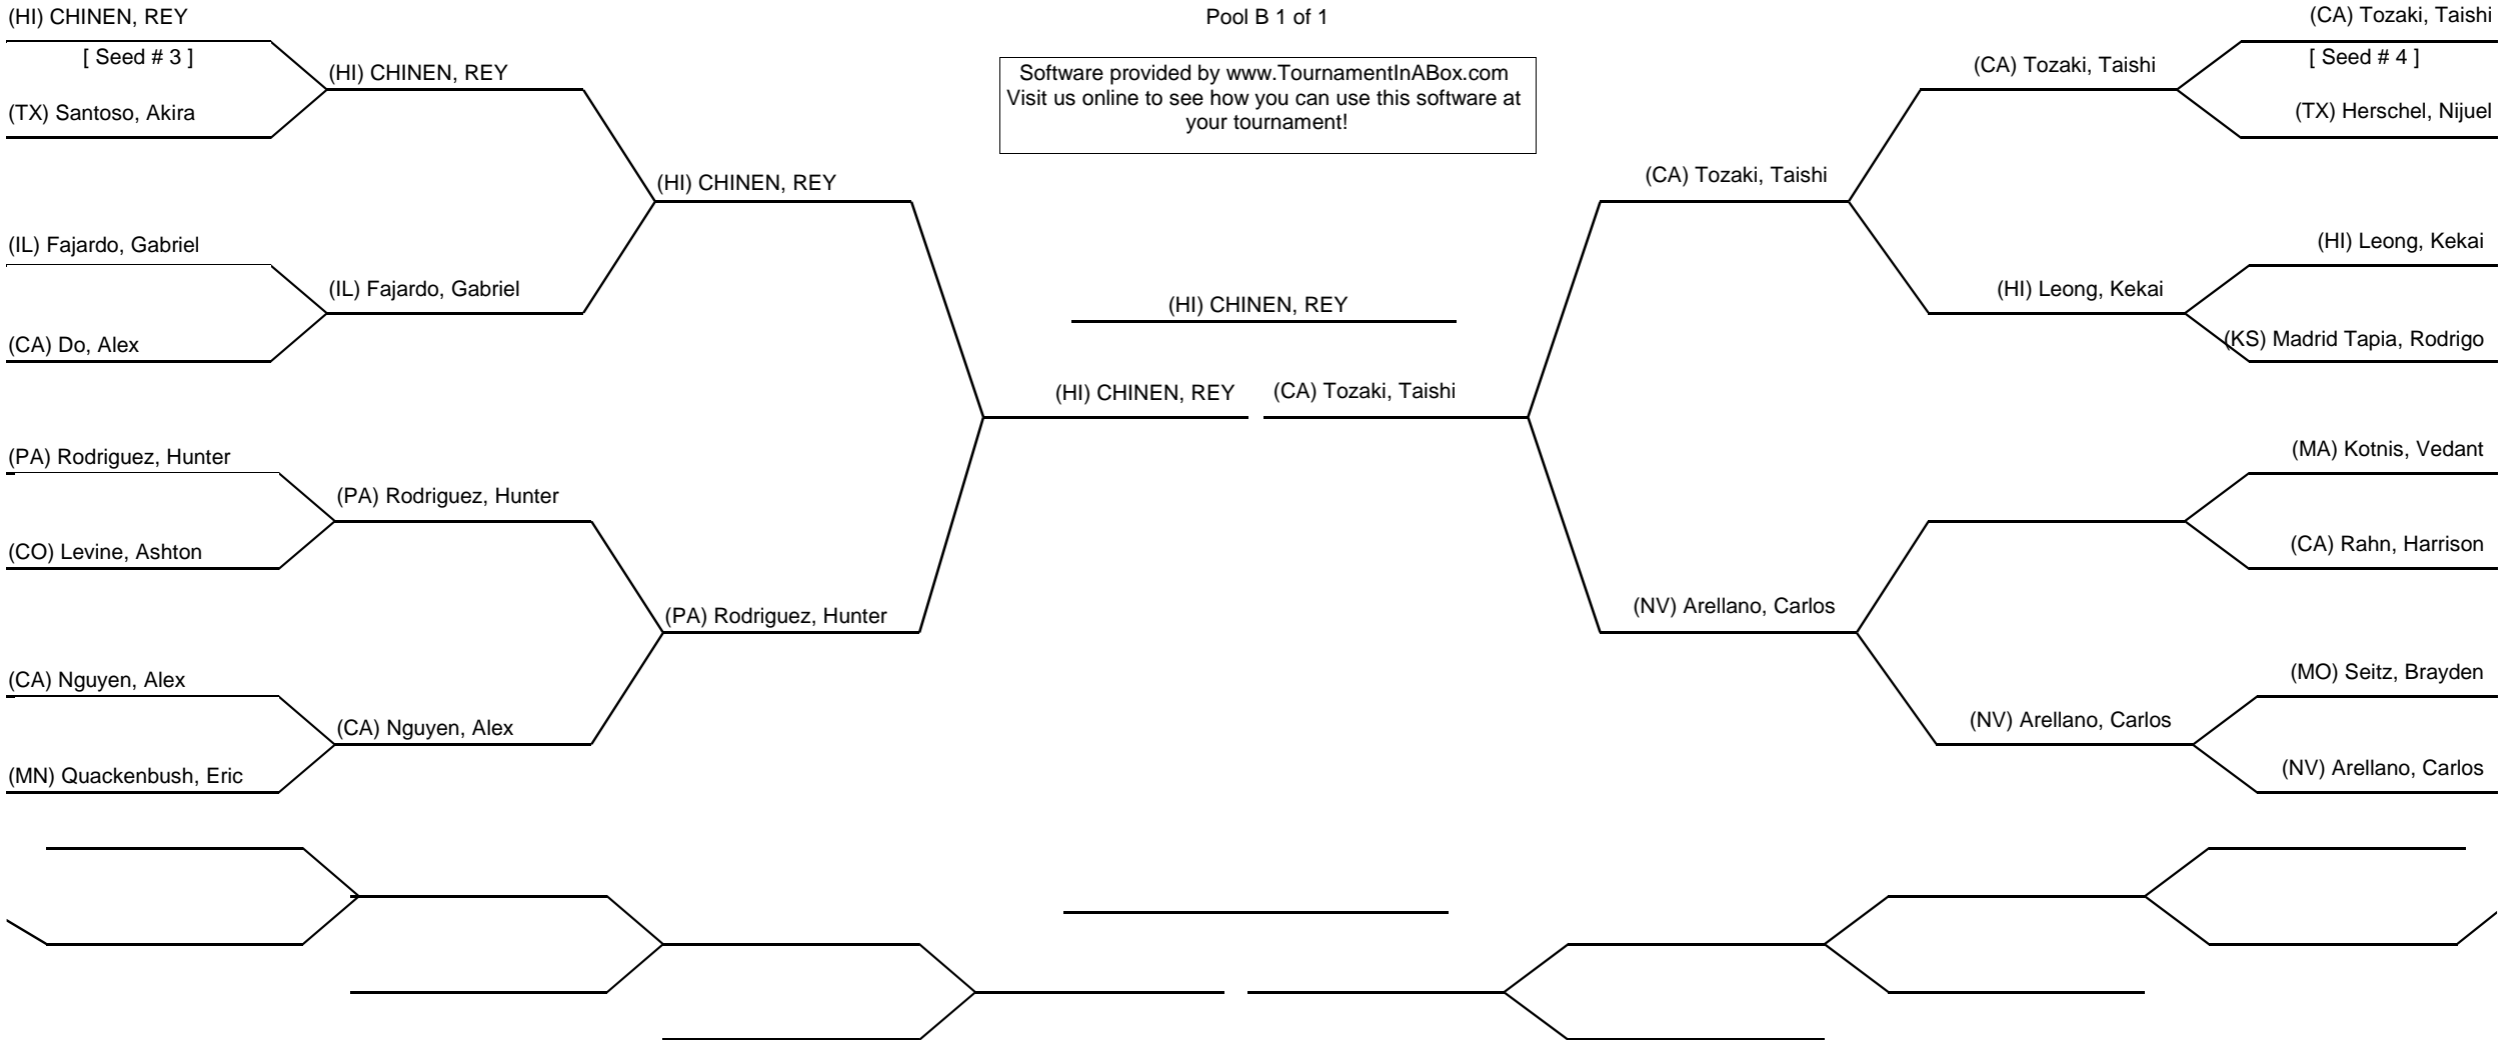 (HI) CHINEN, REY
Pool B 1 of 1
(CA) Tozaki, Taishi
[ Seed # 3 ]
(HI) CHINEN, REY
Software provided by www.TournamentInABox.com
Visit us online to see how you can use this software at
your tournament!
(CA) Tozaki, Taishi
[ Seed # 4 ]
(TX) Santoso, Akira
(TX) Herschel, Nijuel
(HI) CHINEN, REY
(CA) Tozaki, Taishi
(IL) Fajardo, Gabriel
(HI) Leong, Kekai
(IL) Fajardo, Gabriel
(HI) CHINEN, REY
(HI) Leong, Kekai
(CA) Do, Alex
(KS) Madrid Tapia, Rodrigo
(HI) CHINEN, REY
(CA) Tozaki, Taishi
(PA) Rodriguez, Hunter
(MA) Kotnis, Vedant
(PA) Rodriguez, Hunter
(CO) Levine, Ashton
(CA) Rahn, Harrison
(PA) Rodriguez, Hunter
(NV) Arellano, Carlos
(CA) Nguyen, Alex
(MO) Seitz, Brayden
(CA) Nguyen, Alex
(NV) Arellano, Carlos
(MN) Quackenbush, Eric
(NV) Arellano, Carlos